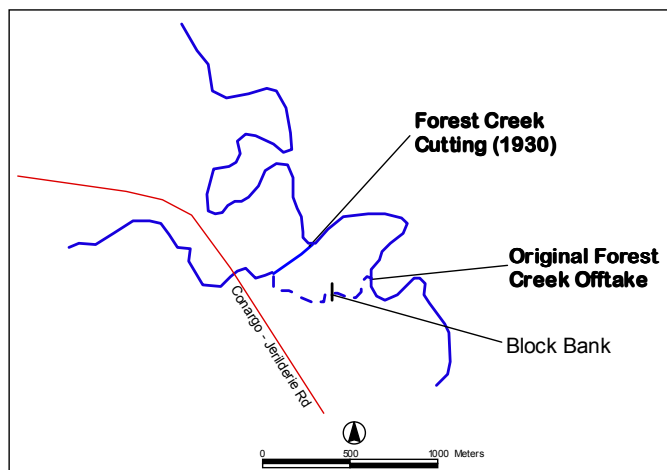 Forest Creek
Cutting (1930)
Original Forest
Creek Offtake
Block Bank
Conargo - Jerilderie Rd
0 500 1000 Meters